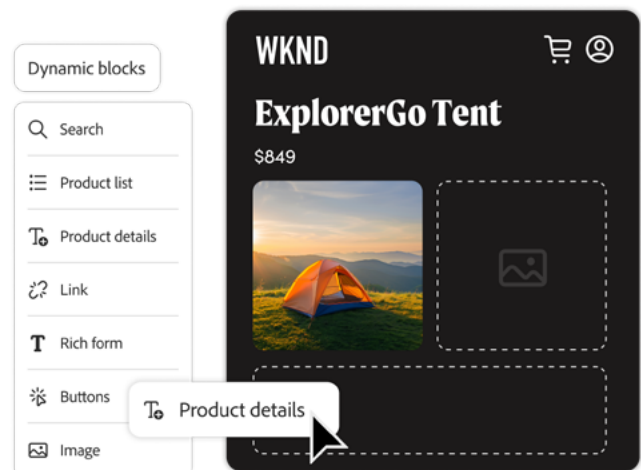 Dynamic blocks
Search
Product list
Product details
Link
Rich form
Buttons
Image
WKND
ExplorerGo Tent
$849
Product details